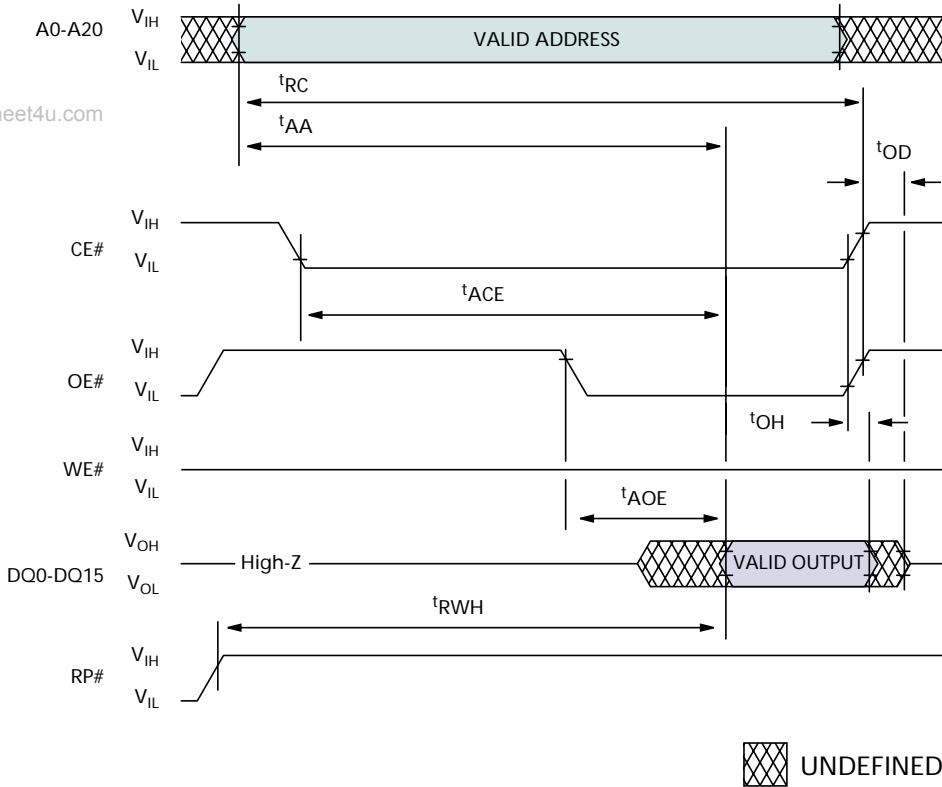 A0-A20
VIH
VIL
VALID ADDRESS
tRC
neet4u.com
tAA
tOD
CE#
VIH
VIL
tACE
OE#
VIH
VIL
tOH
WE#
VIH
VIL
tAOE
DQ0-DQ15
VOH
VOL
High-Z
VALID OUTPUT
tRWH
RP#
VIH
VIL
UNDEFINED